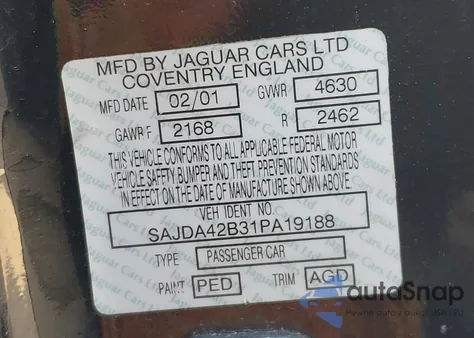 MFD BY JAGUAR CARS LTD
COVENTRY ENGLAND
MFD DATE 02/01 GVWR 4630
GAWR F 2168 R 2462
THIS VEHICLE CONFORMS TO ALL APPLICABLE FEDERAL MOTOR
VEHICLE SAFETY BUMPER AND THEFT PREVENTION STANDARDS
IN EFFECT ON THE DATE OF MANUFACTURE SHOWN ABOVE
VEH IDENT NO.
SAJDA42B31PA19188
TYPE PASSENGER CAR
PAINT PED TRIM AGD
autoSnap